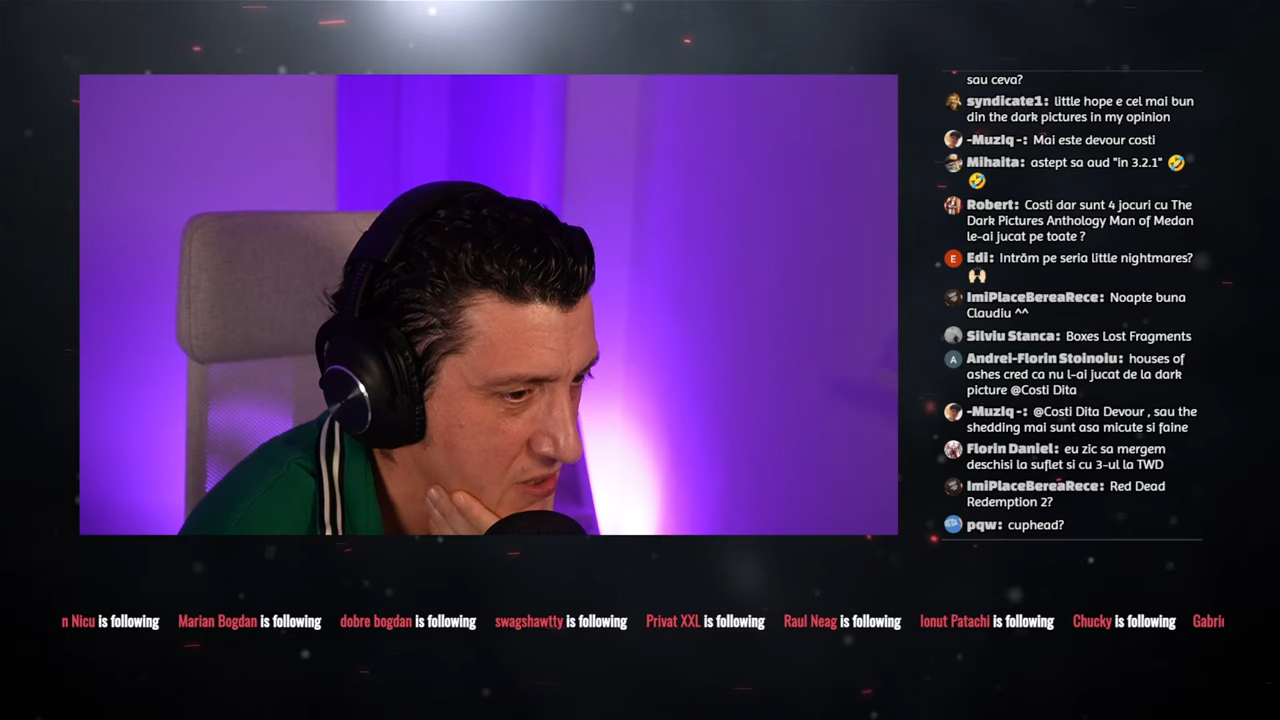 sau ceva?
syndicate1: little hope e cel mai bun
din the dark pictures in my opinion
-Muziq-: Mai este devour costi
Mihaita: astept sa aud "in 3.2.1" 🤣
🤣
Robert: Costi dar sunt 4 jocuri cu The
Dark Pictures Anthology Man of Medan
le-ai jucat pe toate ?
E Edi: Intrăm pe seria little nightmares?
🙌🏻
ImiPlaceBereaRece: Noapte buna
Claudiu ^^
Silviu Stanca: Boxes Lost Fragments
A Andrei-Florin Stoinoiu: houses of
ashes cred ca nu l-ai jucat de la dark
picture @Costi Dita
-Muziq-: @Costi Dita Devour , sau the
shedding mai sunt asa micute si faine
Florin Daniel: eu zic sa mergem
deschisi la suflet si cu 3-ul la TWD
ImiPlaceBereaRece: Red Dead
Redemption 2?
pqw: cuphead?
n Nicu is following Marian Bogdan is following dobre bogdan is following swagshawtty is following Privat XXL is following Raul Neag is following Ionut Patachi is following Chucky is following Gabri